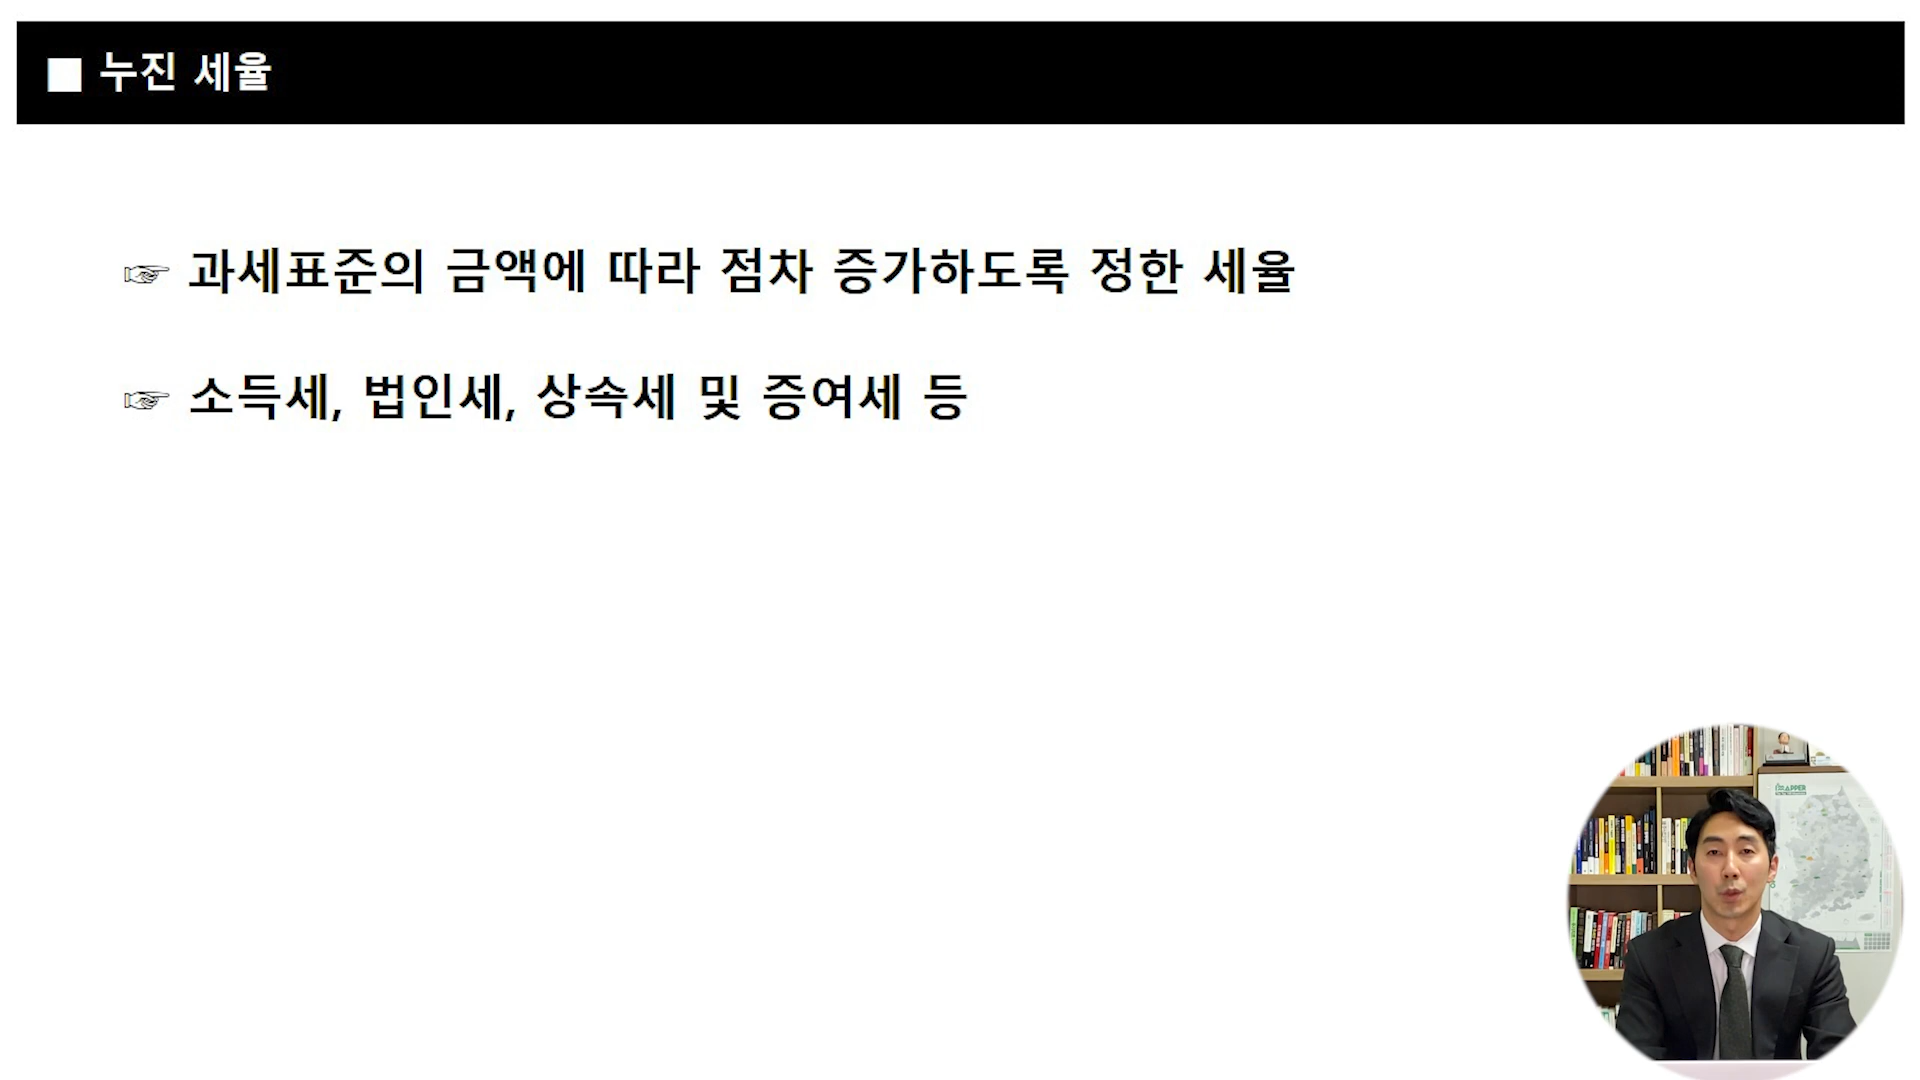 ■ 누진 세율
☞ 과세표준의 금액에 따라 점차 증가하도록 정한 세율
☞ 소득세, 법인세, 상속세 및 증여세 등